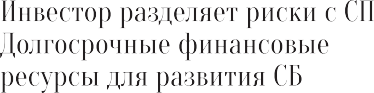 Инвестор разделяет риски с СП
Долгосрочные финансовые
ресурсы для развития СБ